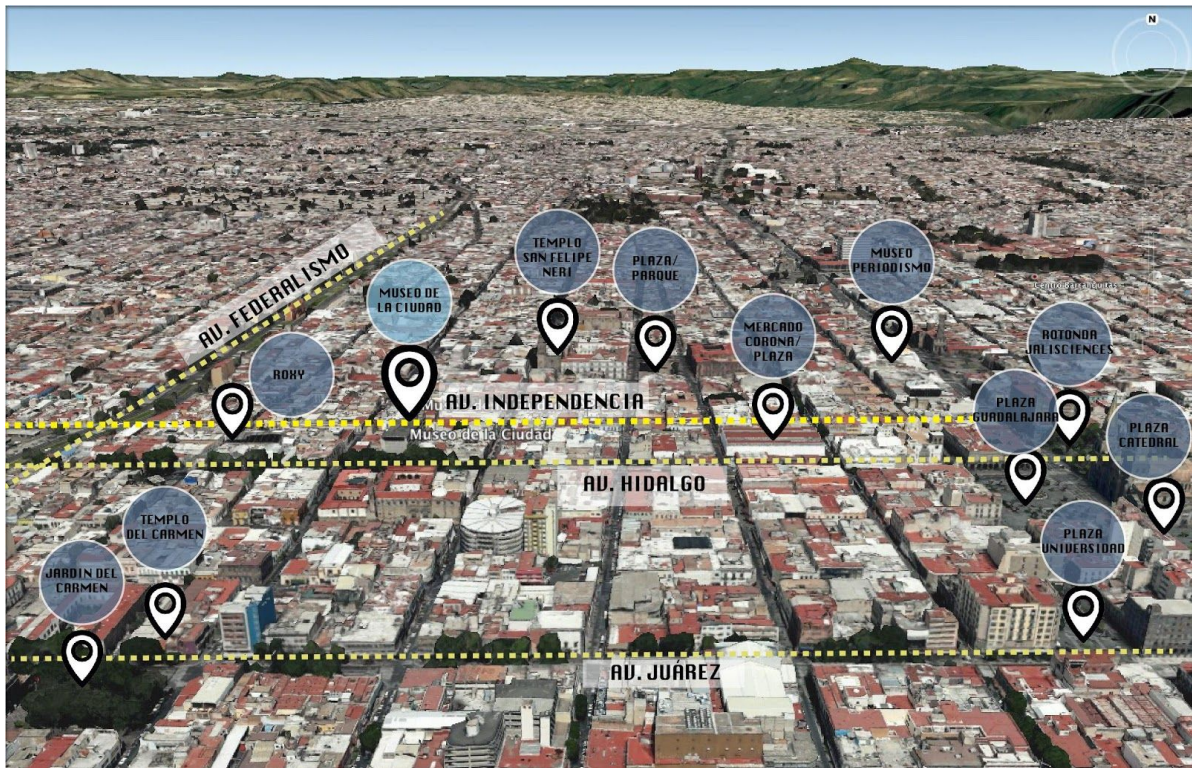 N
AV. FEDERALISMO
TEMPLO
SAN FELIPE
NERI
PLAZA/
PARQUE
MUSEO
PERIODISMO
MUSEO DE
LA CIUDAD
MERCADO
CORONA/
PLAZA
ROTONDA
JALISCIENCES
ROXY
AV. INDEPENDENCIA
PLAZA
GUADALAJARA
PLAZA
CATEDRAL
Museo de la Ciudad
AV. HIDALGO
TEMPLO
DEL CARMEN
PLAZA
UNIVERSIDAD
JARDIN DEL
CARMEN
AV. JUÁREZ